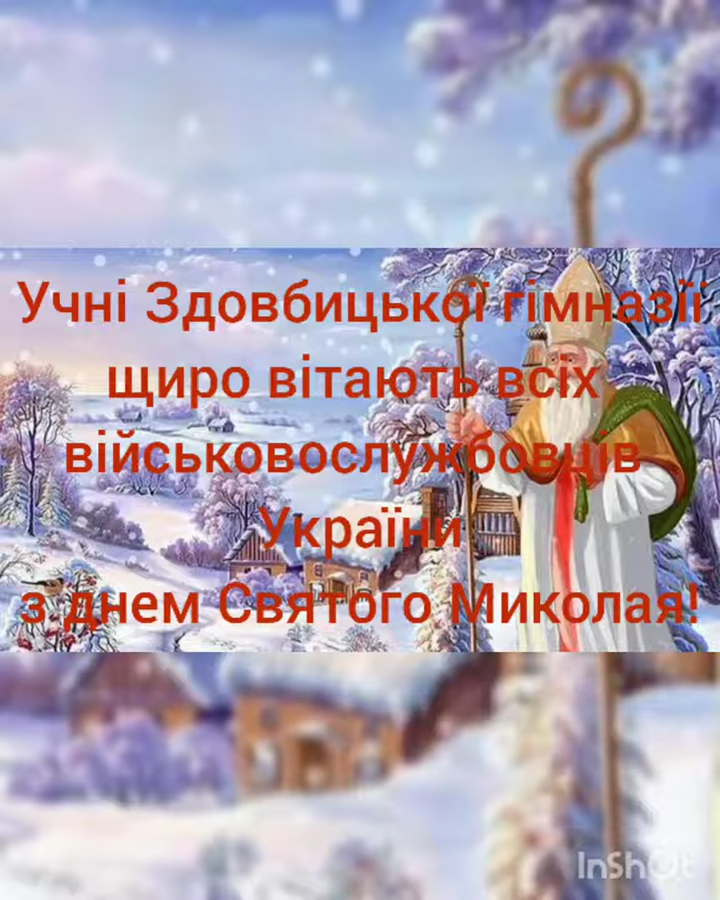 Учні Здовбицької гімназії
щиро вітають всіх
військовослужбовців
України
з днем Святого Миколая!
InShOt